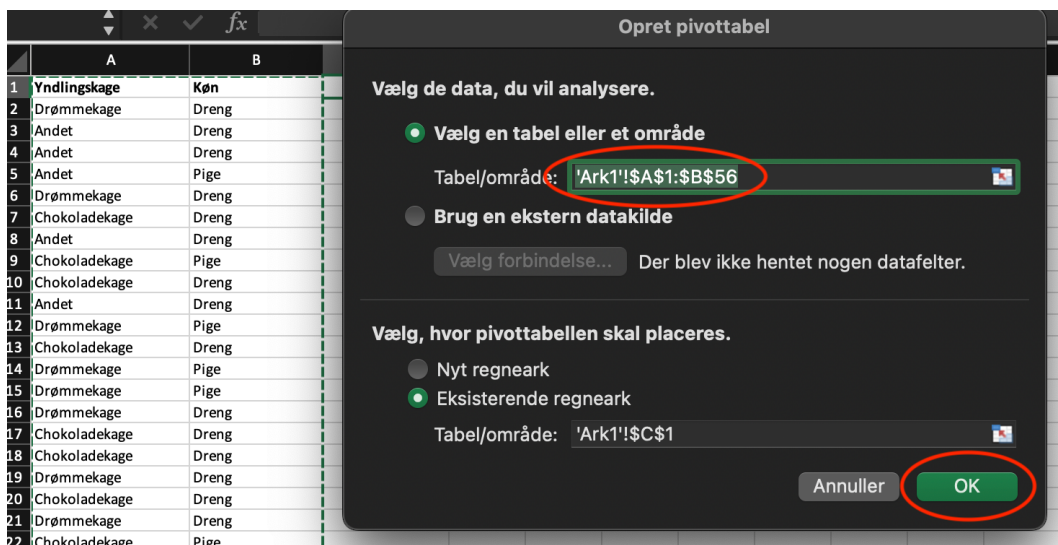 fx
Opret pivottabel
A B
1 Yndlingskage Køn
2 Drømmekage Dreng
3 Andet Dreng
4 Andet Dreng
5 Andet Pige
6 Drømmekage Dreng
7 Chokoladekage Dreng
8 Andet Dreng
9 Chokoladekage Pige
10 Chokoladekage Dreng
11 Andet Dreng
12 Drømmekage Pige
13 Chokoladekage Dreng
14 Drømmekage Pige
15 Drømmekage Pige
16 Drømmekage Dreng
17 Chokoladekage Dreng
18 Chokoladekage Dreng
19 Drømmekage Dreng
20 Chokoladekage Dreng
21 Drømmekage Dreng
22 Chokoladekage Pige
Vælg de data, du vil analysere.
Vælg en tabel eller et område
Tabel/område: 'Ark1'!$A$1:$B$56
Brug en ekstern datakilde
Vælg forbindelse... Der blev ikke hentet nogen datafelter.
Vælg, hvor pivottabellen skal placeres.
Nyt regneark
Eksisterende regneark
Tabel/område: 'Ark1'!$C$1
Annuller OK